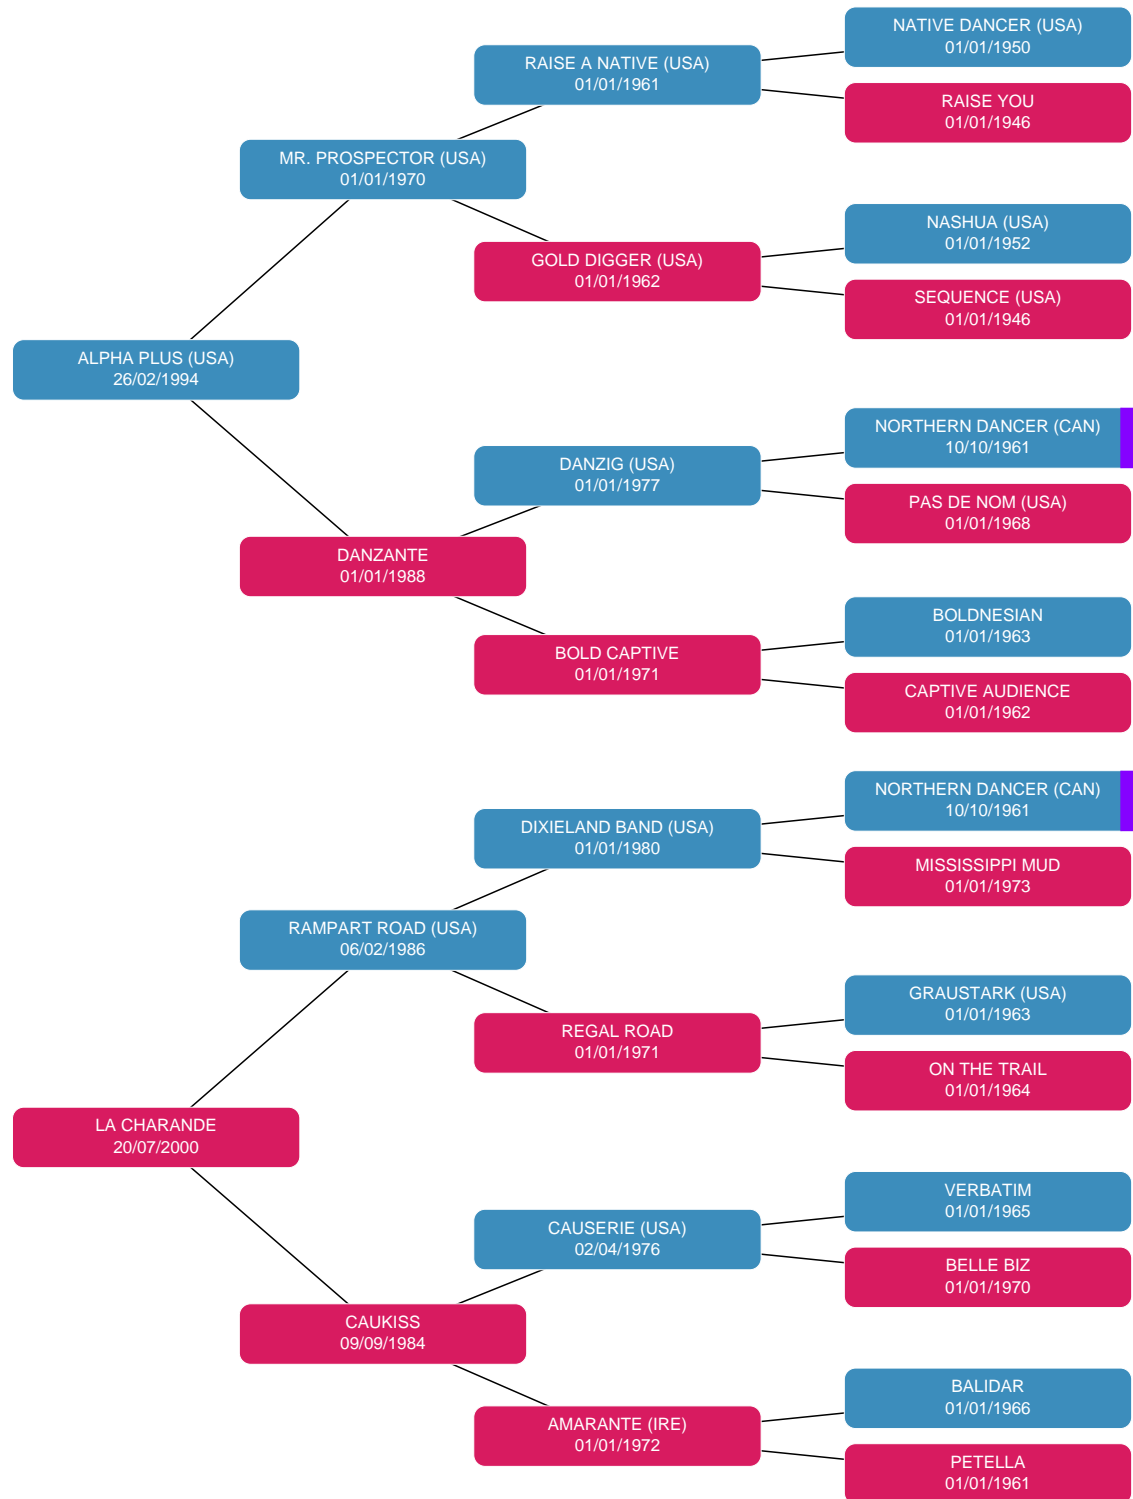 NATIVE DANCER (USA)
01/01/1950
RAISE A NATIVE (USA)
01/01/1961
RAISE YOU
01/01/1946
MR. PROSPECTOR (USA)
01/01/1970
NASHUA (USA)
01/01/1952
GOLD DIGGER (USA)
01/01/1962
SEQUENCE (USA)
01/01/1946
ALPHA PLUS (USA)
26/02/1994
NORTHERN DANCER (CAN)
10/10/1961
DANZIG (USA)
01/01/1977
PAS DE NOM (USA)
01/01/1968
DANZANTE
01/01/1988
BOLDNESIAN
01/01/1963
BOLD CAPTIVE
01/01/1971
CAPTIVE AUDIENCE
01/01/1962
NORTHERN DANCER (CAN)
10/10/1961
DIXIELAND BAND (USA)
01/01/1980
MISSISSIPPI MUD
01/01/1973
RAMPART ROAD (USA)
06/02/1986
GRAUSTARK (USA)
01/01/1963
REGAL ROAD
01/01/1971
ON THE TRAIL
01/01/1964
LA CHARANDE
20/07/2000
VERBATIM
01/01/1965
CAUSERIE (USA)
02/04/1976
BELLE BIZ
01/01/1970
CAUKISS
09/09/1984
BALIDAR
01/01/1966
AMARANTE (IRE)
01/01/1972
PETELLA
01/01/1961